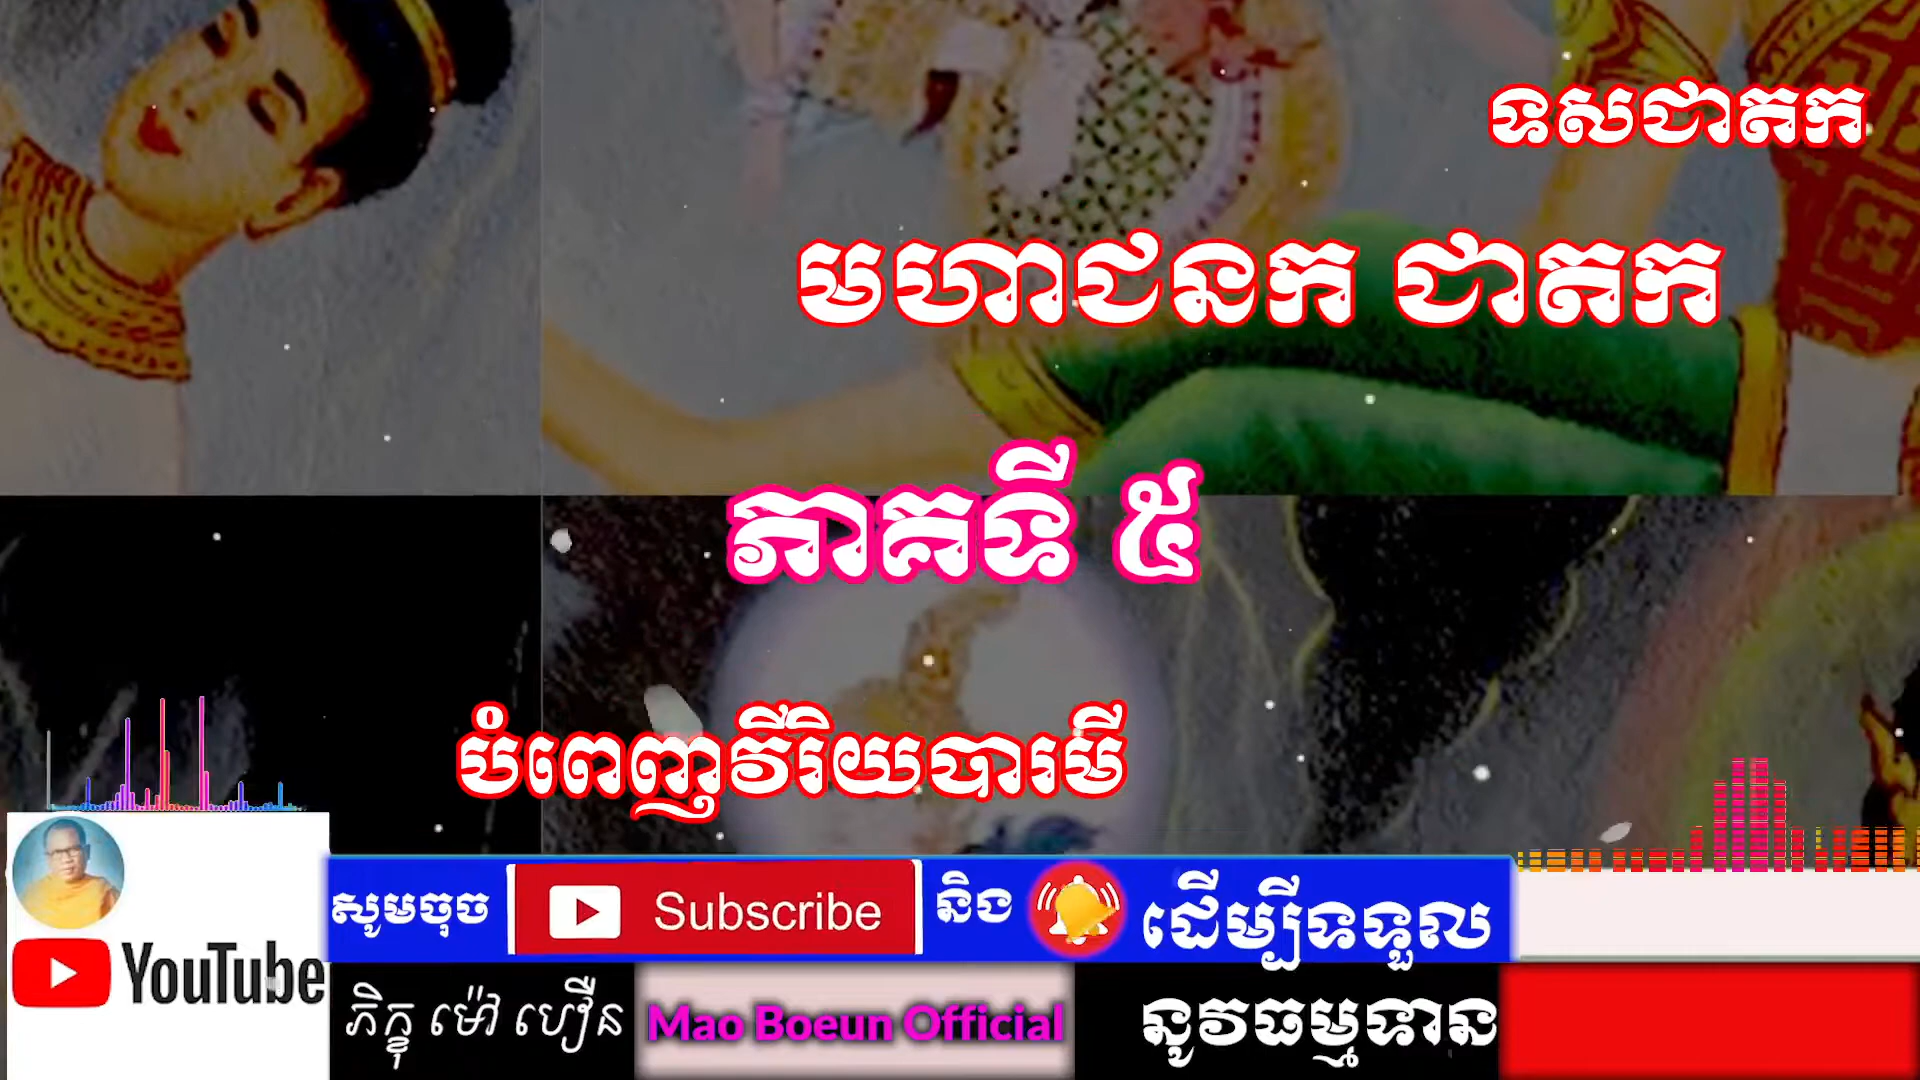 ទសជាតក
មហាជនក ជាតក
ភាគទី ៥
បំពេញវីរិយបារមី
សូមចុច Subscribe និង ដើម្បីទទួល
YouTube ភិក្ខុ ម៉ៅ បឿន Mao Boeun Official នូវធម្មទាន